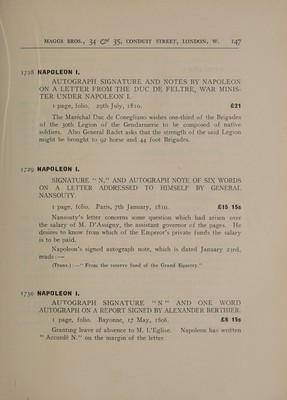 MAGGS BROS., 34 & 35, CONDUIT STREET, LONDON, W. 147
1728 NAPOLEON I.
AUTOGRAPH SIGNATURE AND NOTES BY NAPOLEON
ON A LETTER FROM THE DUC DE FELTRE, WAR MINIS-
TER UNDER NAPOLEON I.
1 page, folio. 29th July, 1810. £21
The Maréchal Duc de Conegliano wishes one-third of the Brigades
of the 30th Legion of the Gendarmerie to be composed of native
soldiers. Also General Radet asks that the strength of the said Legion
might be brought to 92 horse and 44 foot Brigades.
1729 NAPOLEON I.
SIGNATURE "N," AND AUTOGRAPH NOTE OF SIX WORDS
ON A LETTER ADDRESSED TO HIMSELF BY GENERAL
NANSOUTY.
1 page, folio. Paris, 7th January, 1810. £15 15s
Nansouty's letter concerns some question which had arisen over
the salary of M. D'Assigny, the assistant governor of the pages. He
desires to know from which of the Emperor's private funds the salary
is to be paid.
Napoleon's signed autograph note, which is dated January 23rd,
reads:—
(Trans.):—"From the reserve fund of the Grand Equerry."
1730 NAPOLEON I.
AUTOGRAPH SIGNATURE "N" AND ONE WORD
AUTOGRAPH ON A REPORT SIGNED BY ALEXANDER BERTHIER.
1 page, folio. Bayonne, 17 May, 1808. £8 15s
Granting leave of absence to M. L'Eglise. Napoleon has written
"Accordé N." on the margin of the letter.